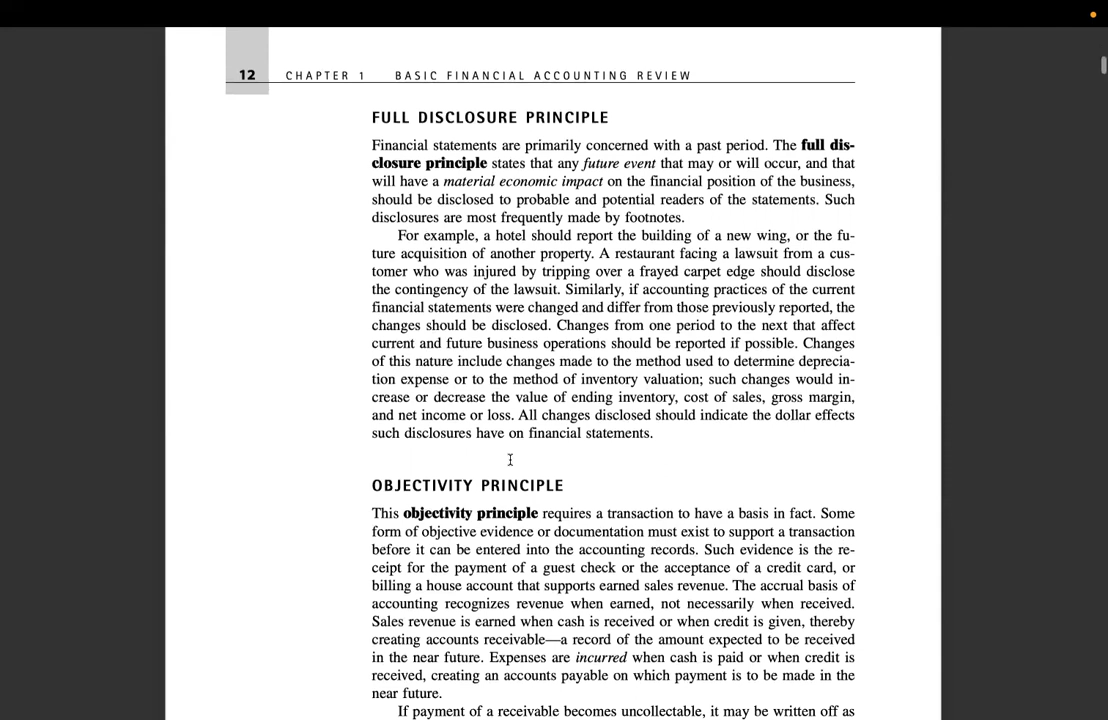 12 CHAPTER 1 BASIC FINANCIAL ACCOUNTING REVIEW
FULL DISCLOSURE PRINCIPLE
Financial statements are primarily concerned with a past period. The full dis-
closure principle states that any future event that may or will occur, and that
will have a material economic impact on the financial position of the business,
should be disclosed to probable and potential readers of the statements. Such
disclosures are most frequently made by footnotes.
For example, a hotel should report the building of a new wing, or the fu-
ture acquisition of another property. A restaurant facing a lawsuit from a cus-
tomer who was injured by tripping over a frayed carpet edge should disclose
the contingency of the lawsuit. Similarly, if accounting practices of the current
financial statements were changed and differ from those previously reported, the
changes should be disclosed. Changes from one period to the next that affect
current and future business operations should be reported if possible. Changes
of this nature include changes made to the method used to determine deprecia-
tion expense or to the method of inventory valuation; such changes would in-
crease or decrease the value of ending inventory, cost of sales, gross margin,
and net income or loss. All changes disclosed should indicate the dollar effects
such disclosures have on financial statements.
OBJECTIVITY PRINCIPLE
This objectivity principle requires a transaction to have a basis in fact. Some
form of objective evidence or documentation must exist to support a transaction
before it can be entered into the accounting records. Such evidence is the re-
ceipt for the payment of a guest check or the acceptance of a credit card, or
billing a house account that supports earned sales revenue. The accrual basis of
accounting recognizes revenue when earned, not necessarily when received.
Sales revenue is earned when cash is received or when credit is given, thereby
creating accounts receivable—a record of the amount expected to be received
in the near future. Expenses are incurred when cash is paid or when credit is
received, creating an accounts payable on which payment is to be made in the
near future.
If payment of a receivable becomes uncollectable, it may be written off as